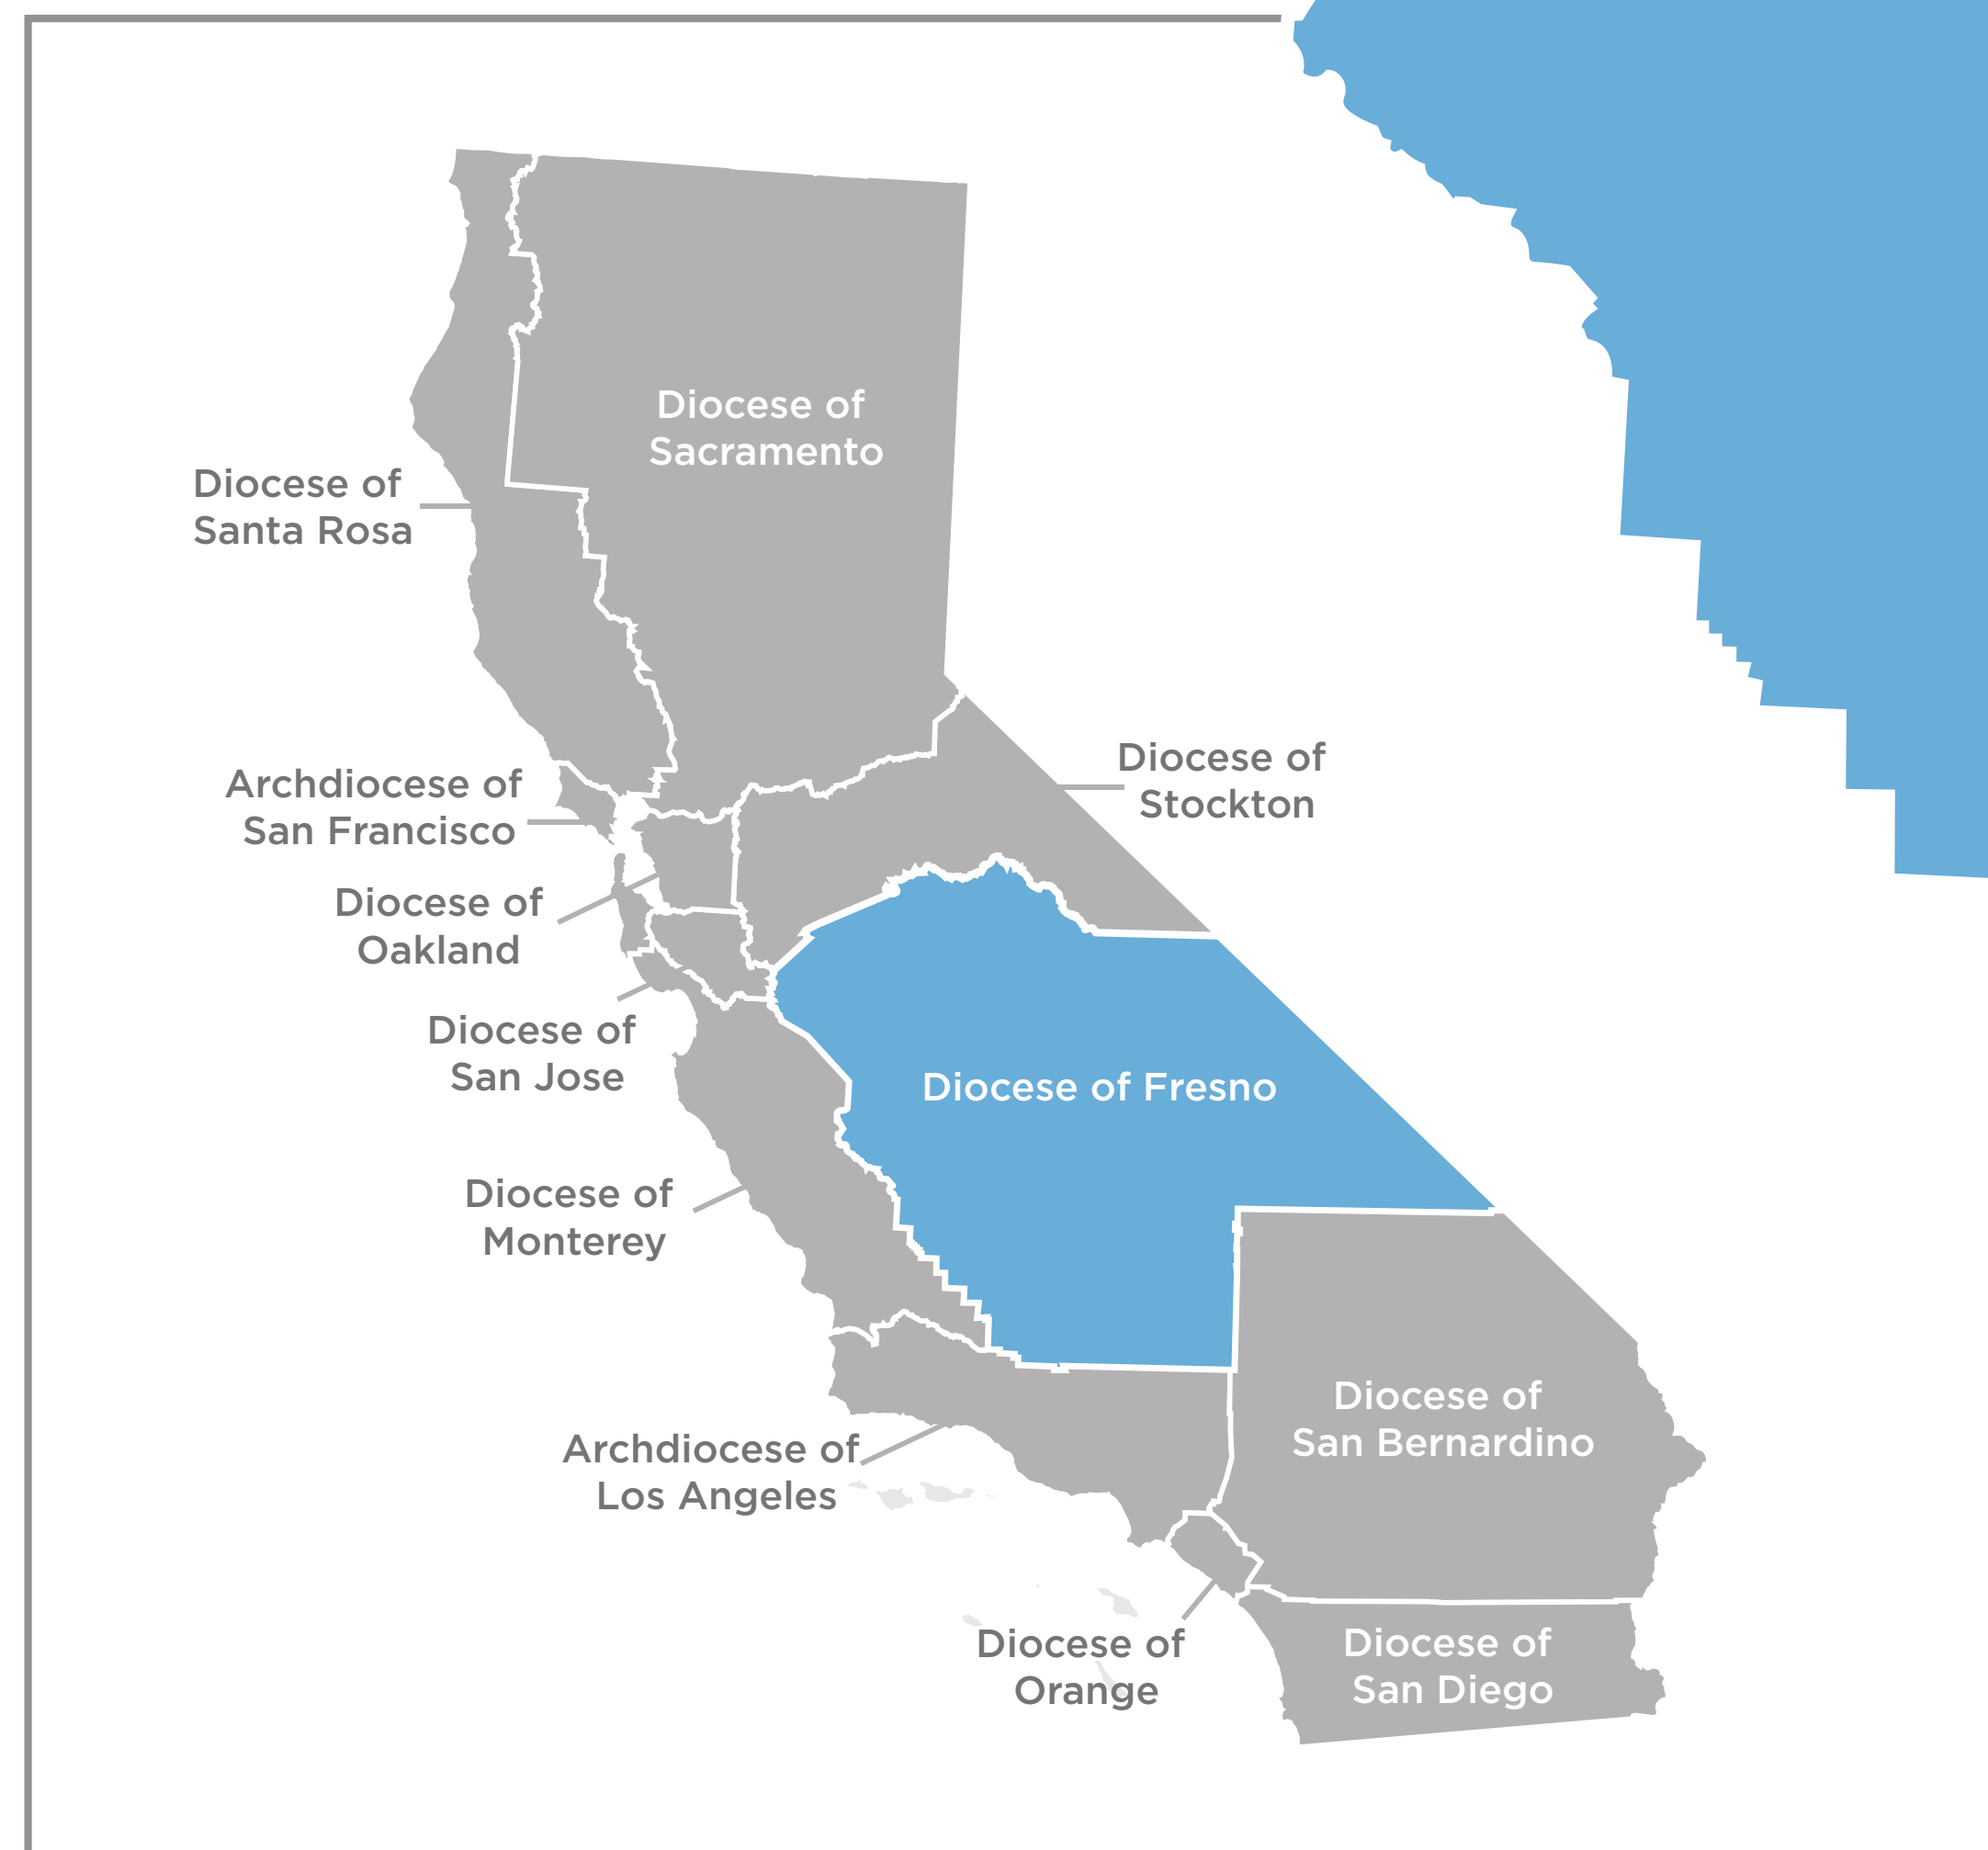 Diocese of
Sacramento
Diocese of
Santa Rosa
Diocese of
Stockton
Archdiocese of
San Francisco
Diocese of
Oakland
Diocese of
San Jose
Diocese of Fresno
Diocese of
Monterey
Diocese of
San Bernardino
Archdiocese of
Los Angeles
Diocese of
Orange
Diocese of
San Diego